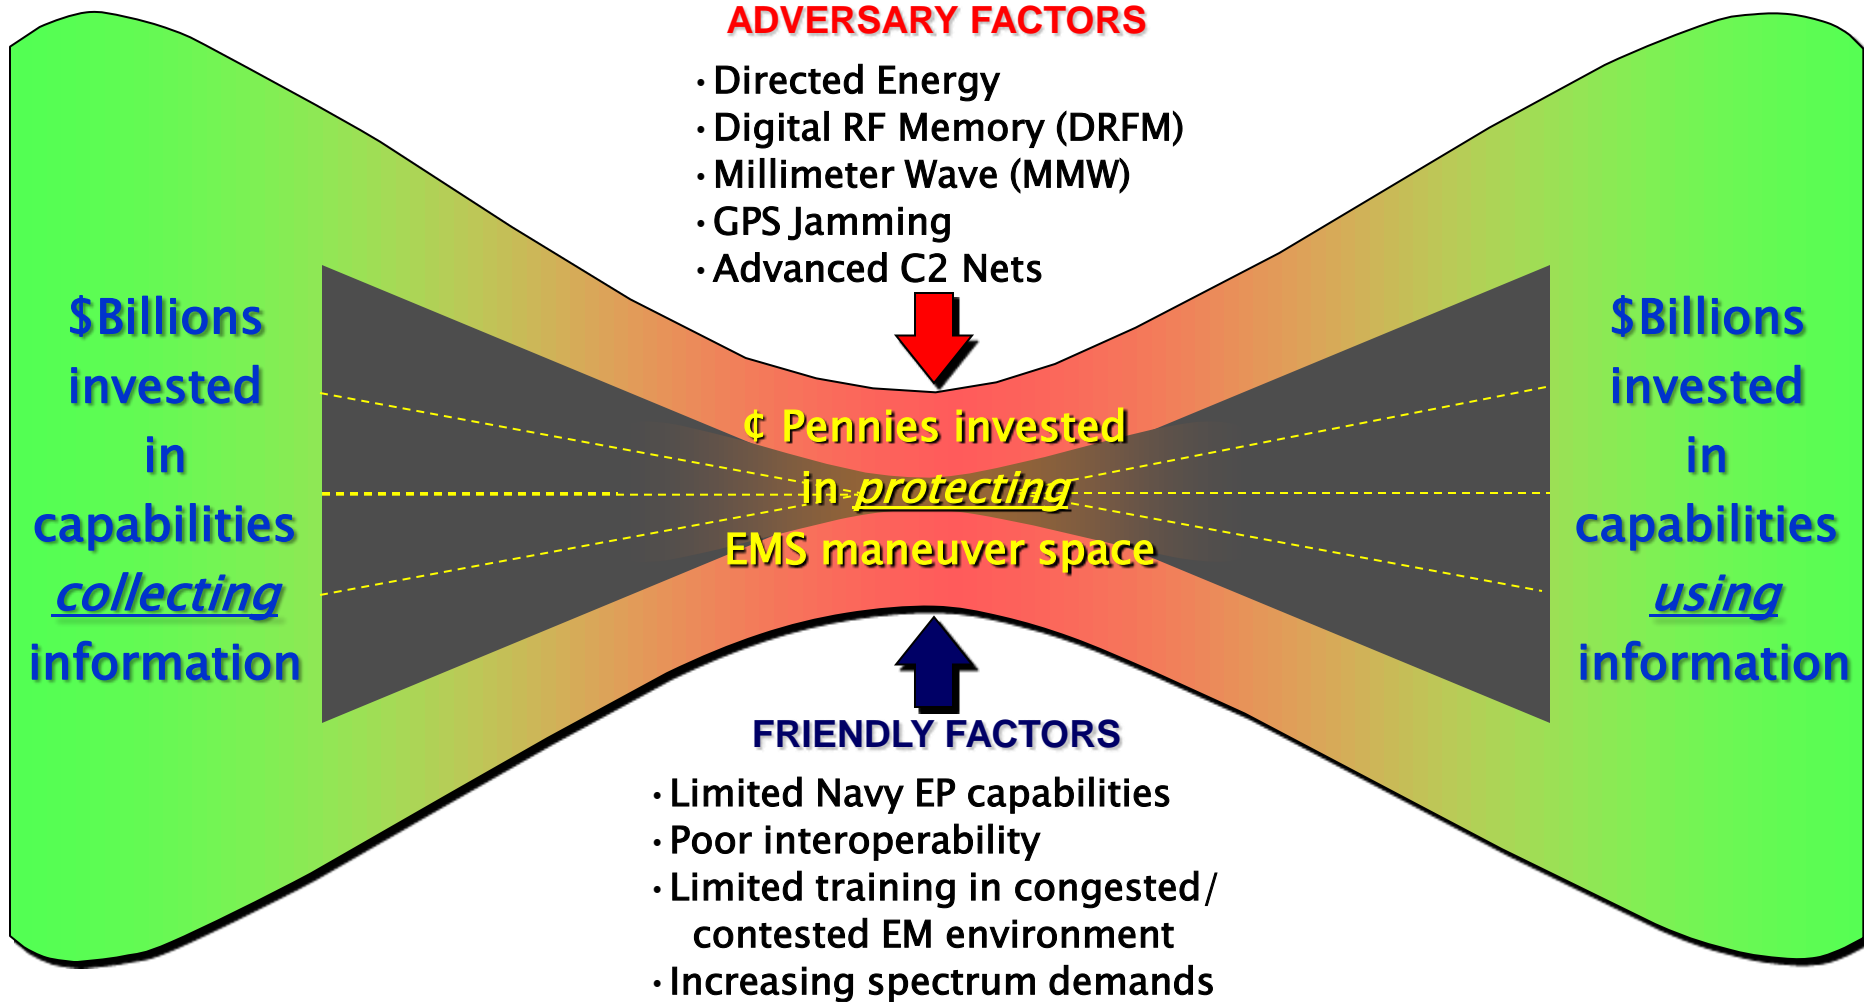 ADVERSARY FACTORS
· Directed Energy
· Digital RF Memory (DRFM)
· Millimeter Wave (MMW)
· GPS Jamming
· Advanced C2 Nets
$Billions
invested
in
capabilities
collecting
information
¢ Pennies invested
in protecting
EMS maneuver space
$Billions
invested
in
capabilities
using
information
FRIENDLY FACTORS
· Limited Navy EP capabilities
· Poor interoperability
· Limited training in congested/
contested EM environment
· Increasing spectrum demands